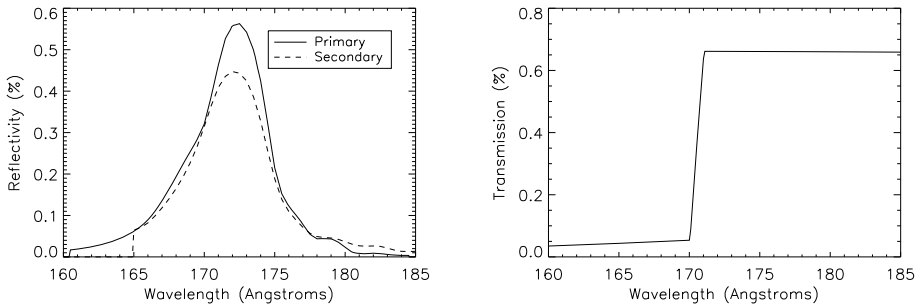 0.6
0.5
0.4
0.3
0.2
0.1
0.0
Reflectivity (%)
Primary
Secondary
160 165 170 175 180 185
Wavelength (Angstroms)
0.8
0.6
0.4
0.2
0.0
Transmission (%)
160 165 170 175 180 185
Wavelength (Angstroms)